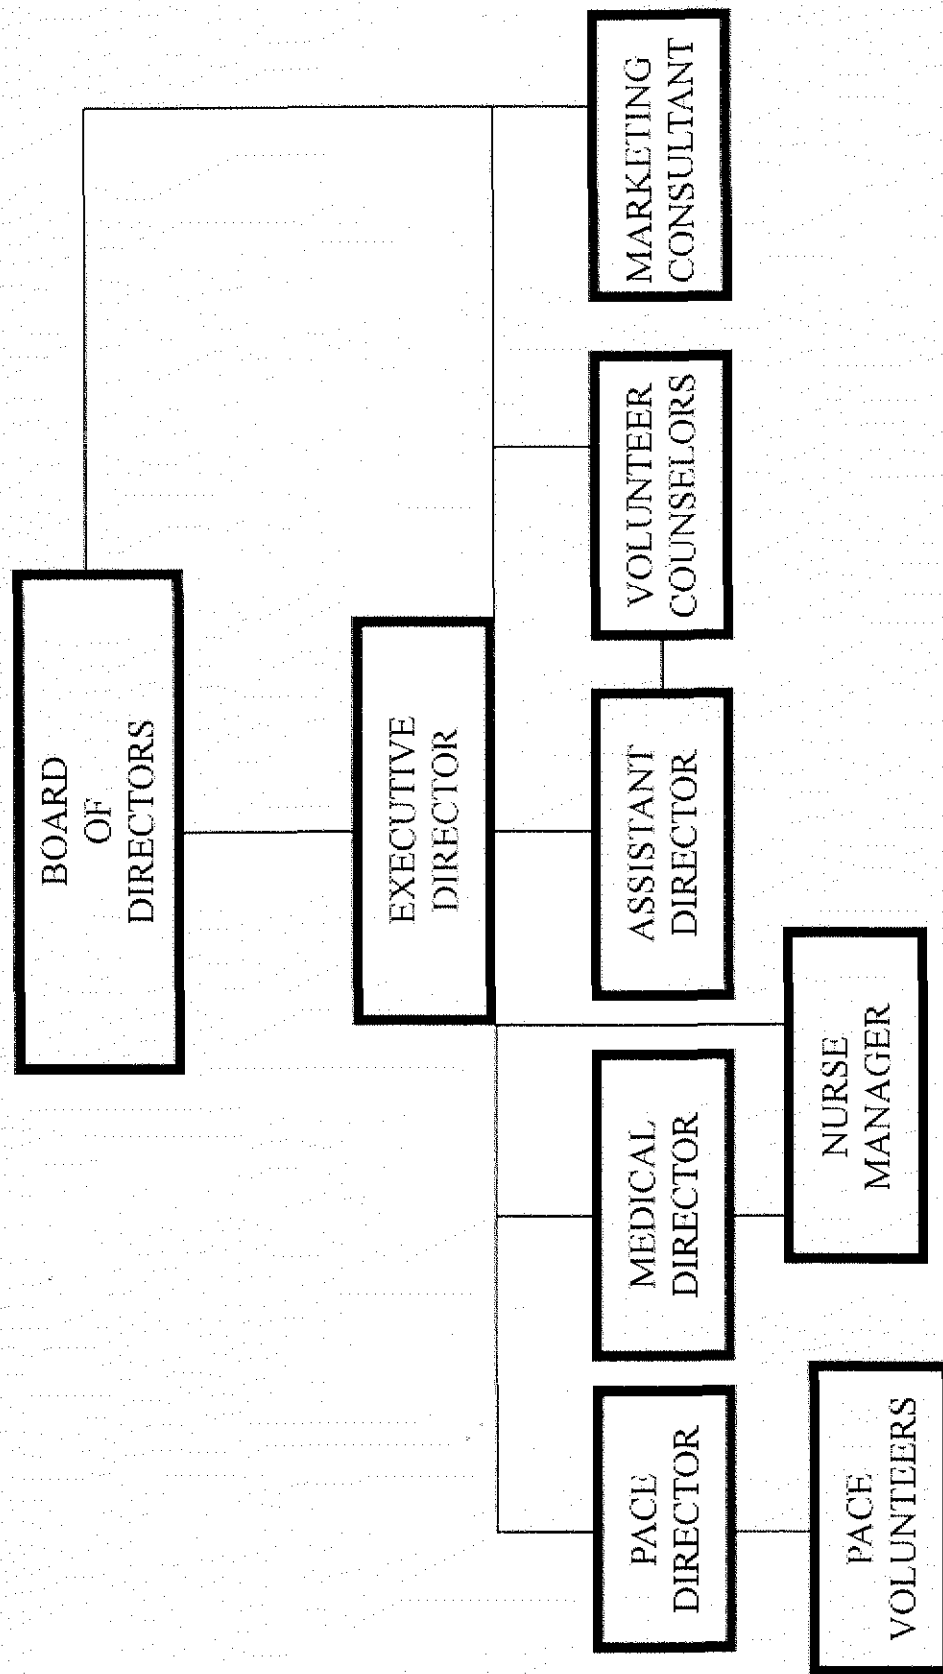 BOARD
OF
DIRECTORS
EXECUTIVE
DIRECTOR
PACE
DIRECTOR
MEDICAL
DIRECTOR
ASSISTANT
DIRECTOR
VOLUNTEER
COUNSELORS
MARKETING
CONSULTANT
PACE
VOLUNTEERS
NURSE
MANAGER